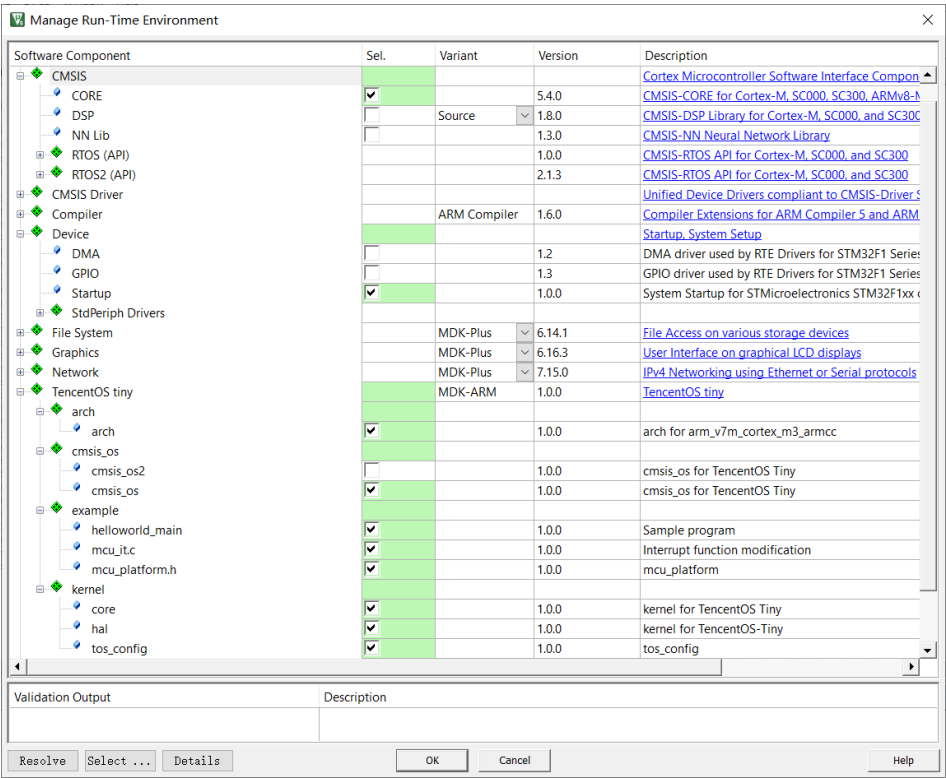 Manage Run-Time Environment
Software Component Sel. Variant Version Description
CMSIS Cortex Microcontroller Software Interface Compon
CORE 5.4.0 CMSIS-CORE for Cortex-M, SC000, SC300, ARMv8-M
DSP Source 1.8.0 CMSIS-DSP Library for Cortex-M, SC000, and SC300
NN Lib 1.3.0 CMSIS-NN Neural Network Library
RTOS (API) 1.0.0 CMSIS-RTOS API for Cortex-M, SC000, and SC300
RTOS2 (API) 2.1.3 CMSIS-RTOS API for Cortex-M, SC000, and SC300
CMSIS Driver Unified Device Drivers compliant to CMSIS-Driver S
Compiler ARM Compiler 1.6.0 Compiler Extensions for ARM Compiler 5 and ARM
Device Startup, System Setup
DMA 1.2 DMA driver used by RTE Drivers for STM32F1 Series
GPIO 1.3 GPIO driver used by RTE Drivers for STM32F1 Series
Startup 1.0.0 System Startup for STMicroelectronics STM32F1xx
StdPeriph Drivers
File System MDK-Plus 6.14.1 File Access on various storage devices
Graphics MDK-Plus 6.16.3 User Interface on graphical LCD displays
Network MDK-Plus 7.15.0 IPv4 Networking using Ethernet or Serial protocols
TencentOS tiny MDK-ARM 1.0.0 TencentOS tiny
arch
arch 1.0.0 arch for arm_v7m_cortex_m3_armcc
cmsis_os
cmsis_os2 1.0.0 cmsis_os for TencentOS Tiny
cmsis_os 1.0.0 cmsis_os for TencentOS Tiny
example
helloworld_main 1.0.0 Sample program
mcu_it.c 1.0.0 Interrupt function modification
mcu_platform.h 1.0.0 mcu_platform
kernel
core 1.0.0 kernel for TencentOS Tiny
hal 1.0.0 kernel for TencentOS-Tiny
tos_config 1.0.0 tos_config
Validation Output Description
Resolve Select ... Details OK Cancel Help